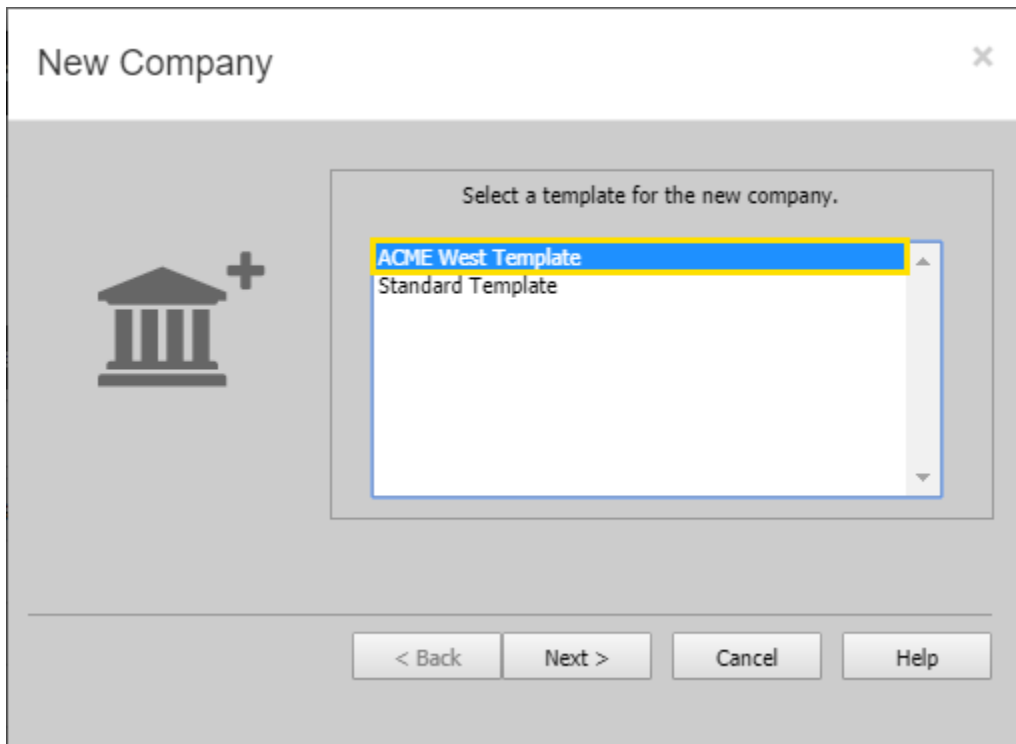 New Company
Select a template for the new company.
ACME West Template
Standard Template
< Back
Next >
Cancel
Help